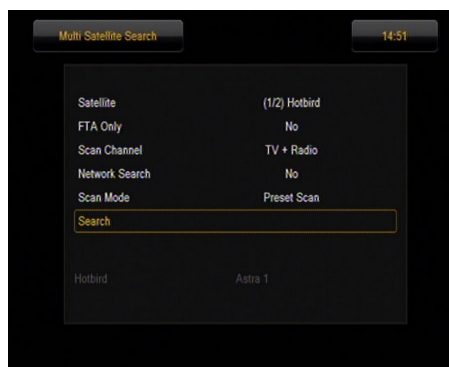 Multi Satellite Search
14:51
Satellite (1/2) Hotbird
FTA Only No
Scan Channel TV + Radio
Network Search No
Scan Mode Preset Scan
Search
Hotbird Astra 1